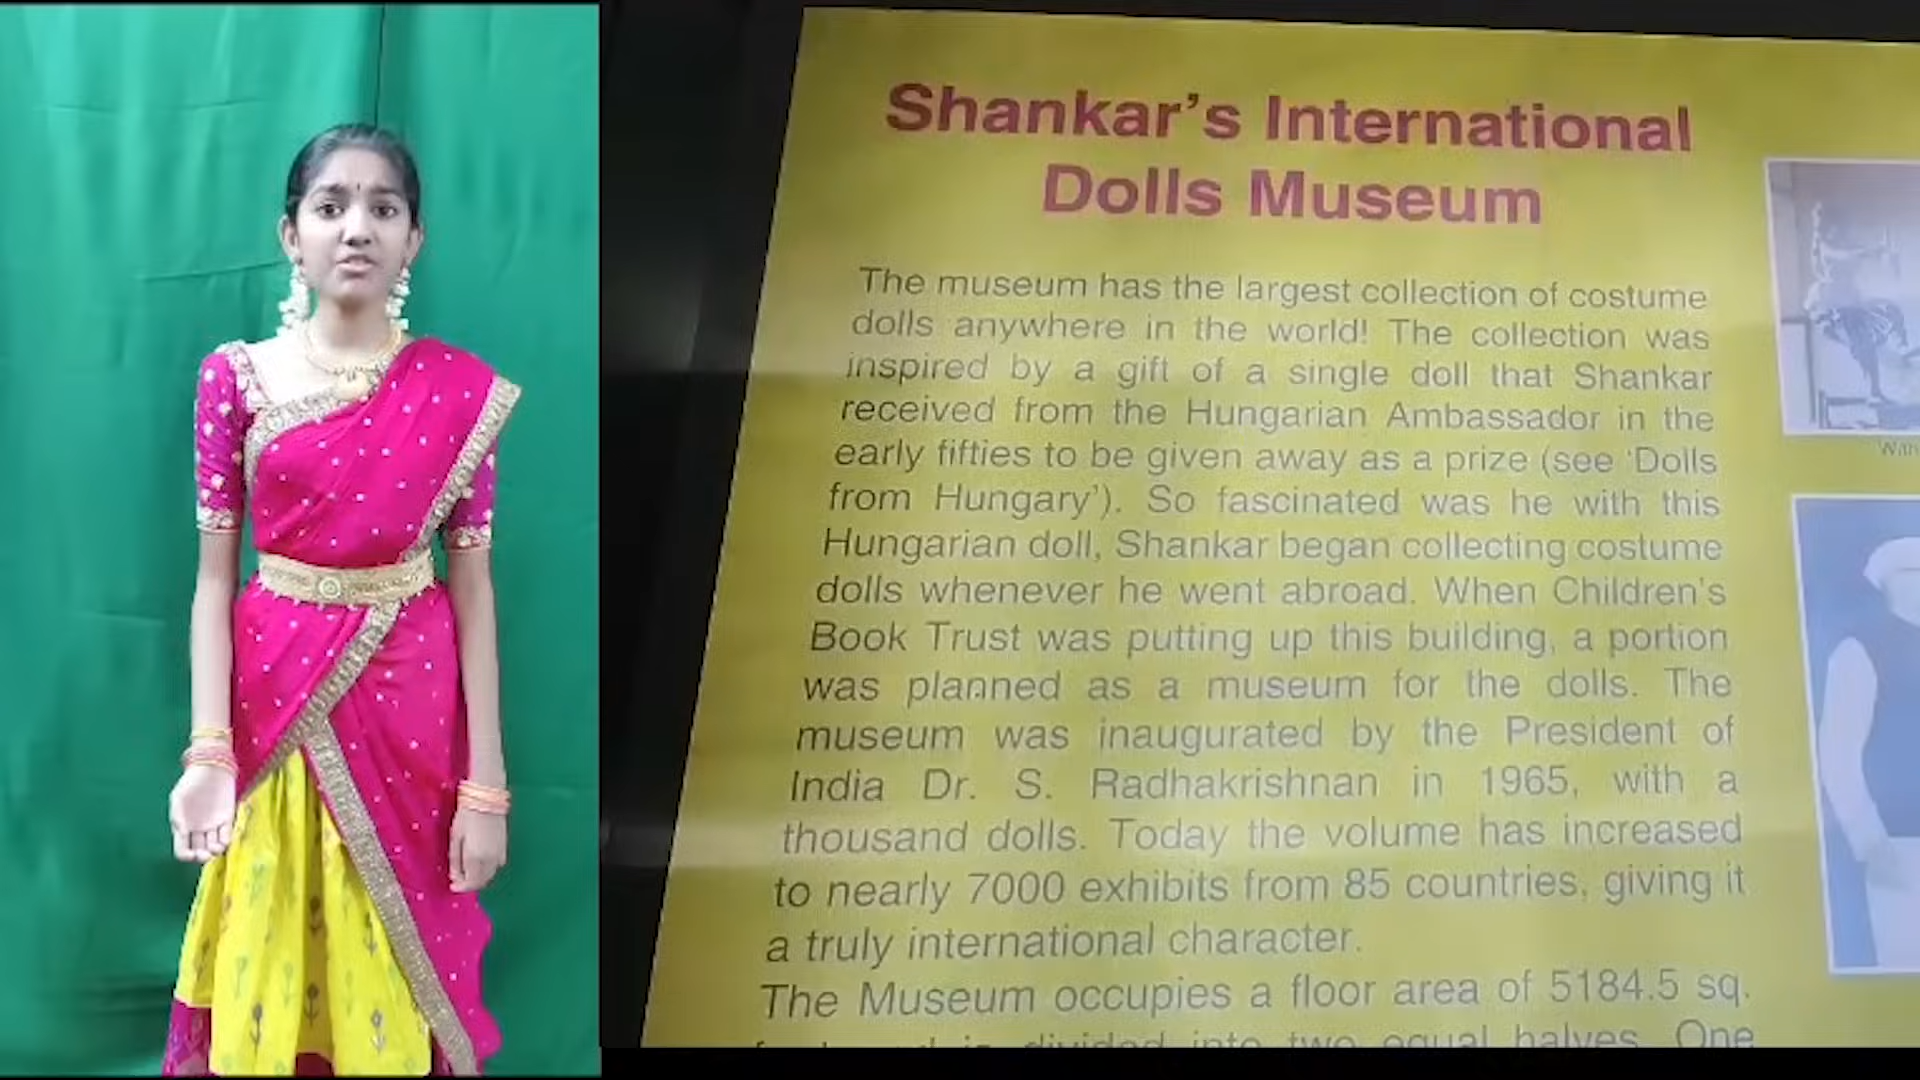 Shankar's International
Dolls Museum
The museum has the largest collection of costume
dolls anywhere in the world! The collection was
inspired by a gift of a single doll that Shankar
received from the Hungarian Ambassador in the
early fifties to be given away as a prize (see 'Dolls
from Hungary'). So fascinated was he with this
Hungarian doll, Shankar began collecting costume
dolls whenever he went abroad. When Children's
Book Trust was putting up this building, a portion
was planned as a museum for the dolls. The
museum was inaugurated by the President of
India Dr. S. Radhakrishnan in 1965, with a
thousand dolls. Today the volume has increased
to nearly 7000 exhibits from 85 countries, giving it
a truly international character.
The Museum occupies a floor area of 5184.5 sq.
divided into two equal halves. One